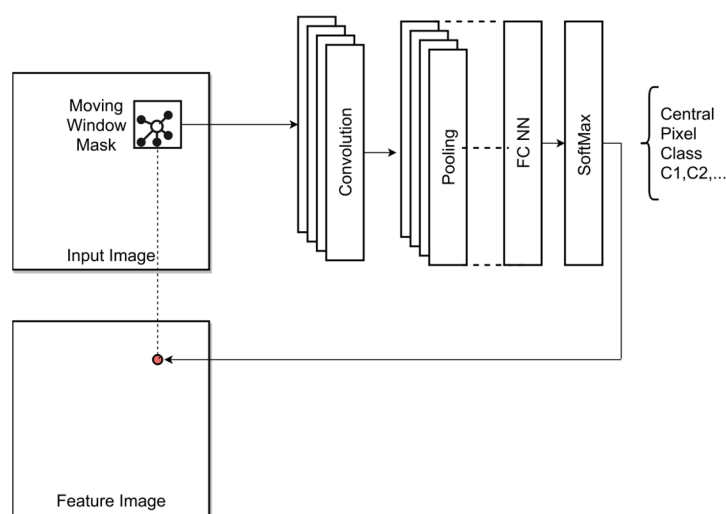 Moving
Window
Mask
Input Image
Convolution
Pooling
FC NN
SoftMax
Central
Pixel
Class
C1,C2,...
Feature Image